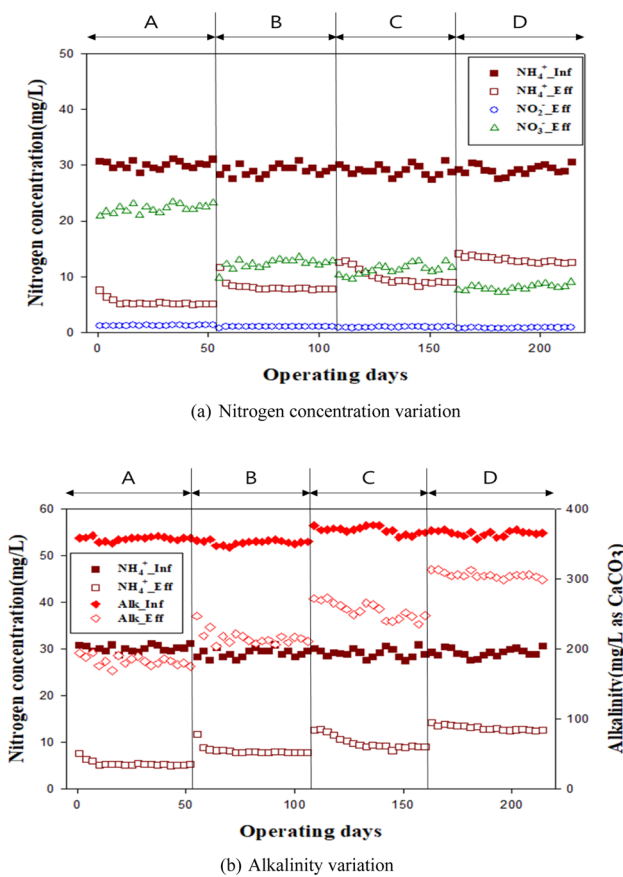 A B C D
50
40
30
20
10
0
Nitrogen concentration(mg/L)
NH4+_Inf
NH4+_Eff
NO2-_Eff
NO3-_Eff
0 50 100 150 200
Operating days
(a) Nitrogen concentration variation
A B C D
60
50
40
30
20
10
0
Nitrogen concentration(mg/L)
NH4+_Inf
NH4+_Eff
Alk_Inf
Alk_Eff
400
300
200
100
0
Alkalinity(mg/L as CaCO3)
0 50 100 150 200
Operating days
(b) Alkalinity variation